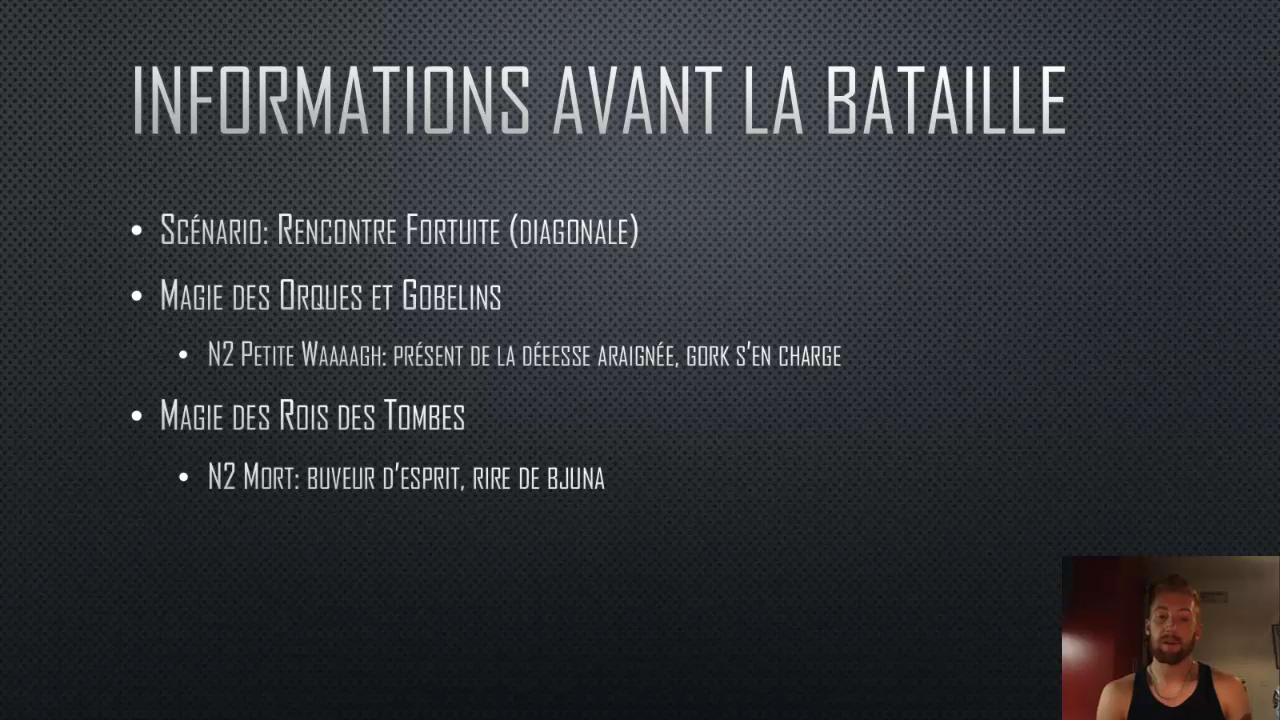 Informations avant la bataille
• Scénario: Rencontre Fortuite (diagonale)
• Magie des Orques et Gobelins
• N2 Petite Waaaagh: présent de la déeesse araignée, gork s'en charge
• Magie des Rois des Tombes
• N2 Mort: buveur d'esprit, rire de bjuna